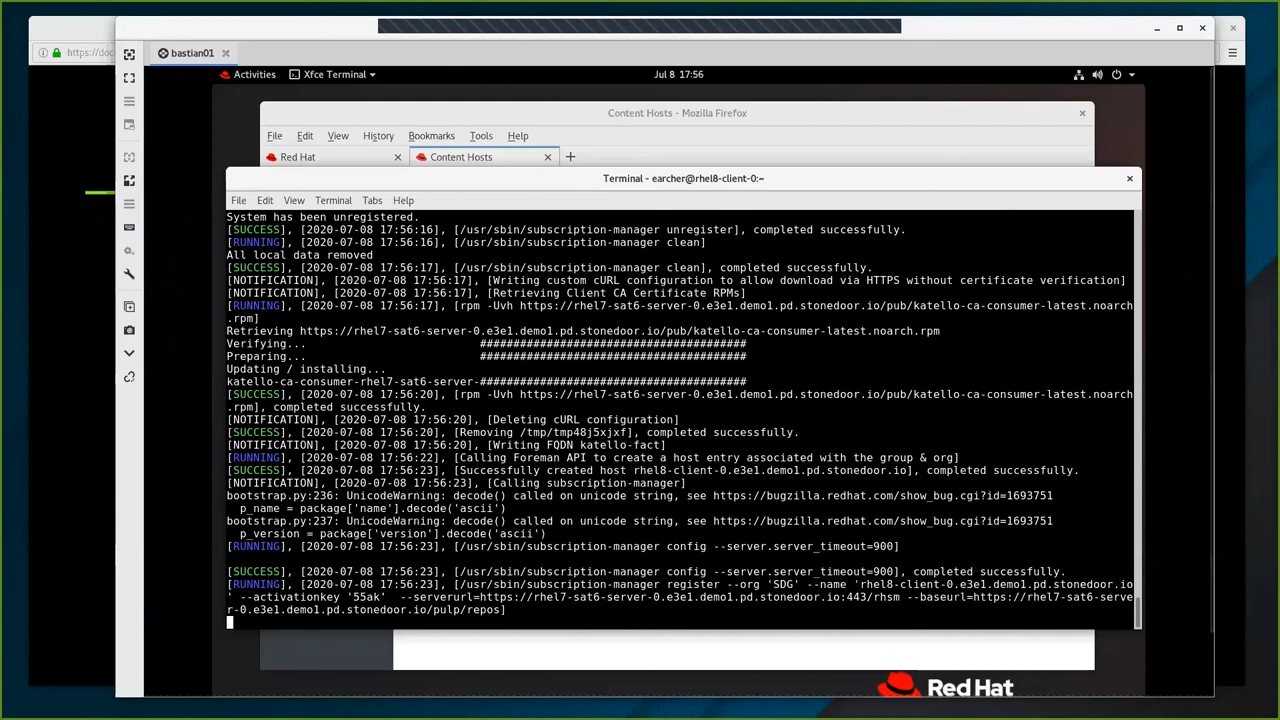 https://doc
bastian01
Activities
Xfce Terminal
Jul 8 17:56
Content Hosts - Mozilla Firefox
File Edit View History Bookmarks Tools Help
Red Hat
Content Hosts
Terminal - earcher@rhel8-client-0:~
File Edit View Terminal Tabs Help
System has been unregistered.
[SUCCESS], [2020-07-08 17:56:16], [/usr/sbin/subscription-manager unregister], completed successfully.
[RUNNING], [2020-07-08 17:56:16], [/usr/sbin/subscription-manager clean]
All local data removed
[SUCCESS], [2020-07-08 17:56:17], [/usr/sbin/subscription-manager clean], completed successfully.
[NOTIFICATION], [2020-07-08 17:56:17], [Writing custom cURL configuration to allow download via HTTPS without certificate verification]
[NOTIFICATION], [2020-07-08 17:56:17], [Retrieving Client CA Certificate RPMs]
[RUNNING], [2020-07-08 17:56:17], [rpm -Uvh https://rhel7-sat6-server-0.e3e1.demo1.pd.stonedoor.io/pub/katello-ca-consumer-latest.noarch
.rpm]
Retrieving https://rhel7-sat6-server-0.e3e1.demo1.pd.stonedoor.io/pub/katello-ca-consumer-latest.noarch.rpm
Verifying... ########################################
Preparing... ########################################
Updating / installing...
katello-ca-consumer-rhel7-sat6-server-########################################
[SUCCESS], [2020-07-08 17:56:20], [rpm -Uvh https://rhel7-sat6-server-0.e3e1.demo1.pd.stonedoor.io/pub/katello-ca-consumer-latest.noarch
.rpm], completed successfully.
[NOTIFICATION], [2020-07-08 17:56:20], [Deleting cURL configuration]
[SUCCESS], [2020-07-08 17:56:20], [Removing /tmp/tmp48j5xjxf], completed successfully.
[NOTIFICATION], [2020-07-08 17:56:20], [Writing FQDN katello-fact]
[RUNNING], [2020-07-08 17:56:22], [Calling Foreman API to create a host entry associated with the group & org]
[SUCCESS], [2020-07-08 17:56:23], [Successfully created host rhel8-client-0.e3e1.demo1.pd.stonedoor.io], completed successfully.
[NOTIFICATION], [2020-07-08 17:56:23], [Calling subscription-manager]
bootstrap.py:236: UnicodeWarning: decode() called on unicode string, see https://bugzilla.redhat.com/show_bug.cgi?id=1693751
p_name = package['name'].decode('ascii')
bootstrap.py:237: UnicodeWarning: decode() called on unicode string, see https://bugzilla.redhat.com/show_bug.cgi?id=1693751
p_version = package['version'].decode('ascii')
[RUNNING], [2020-07-08 17:56:23], [/usr/sbin/subscription-manager config --server.server_timeout=900]
[SUCCESS], [2020-07-08 17:56:23], [/usr/sbin/subscription-manager config --server.server_timeout=900], completed successfully.
[RUNNING], [2020-07-08 17:56:23], [/usr/sbin/subscription-manager register --org 'SDG' --name 'rhel8-client-0.e3e1.demo1.pd.stonedoor.io
' --activationkey '55ak' --serverurl=https://rhel7-sat6-server-0.e3e1.demo1.pd.stonedoor.io:443/rhsm --baseurl=https://rhel7-sat6-serve
r-0.e3e1.demo1.pd.stonedoor.io/pulp/repos]
Red Hat